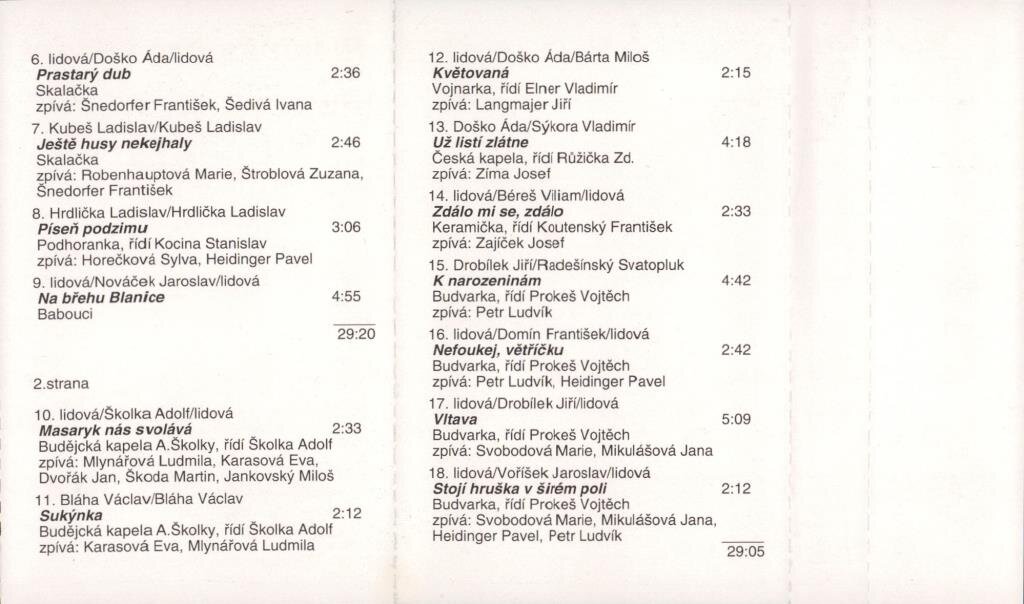 6. lidová/Doško Áda/lidová
Prastarý dub 2:36
Skalačka
zpívá: Šnedorfer František, Šedivá Ivana
7. Kubeš Ladislav/Kubeš Ladislav
Ještě husy nekejhaly 2:46
Skalačka
zpívá: Robenhauptová Marie, Štroblová Zuzana,
Šnedorfer František
8. Hrdlička Ladislav/Hrdlička Ladislav
Píseň podzimu 3:06
Podhoranka, řídí Kocina Stanislav
zpívá: Horečková Sylva, Heidinger Pavel
9. lidová/Nováček Jaroslav/lidová
Na břehu Blanice 4:55
Babouci
29:20
2.strana
10. lidová/Školka Adolf/lidová
Masaryk nás svolává 2:33
Budějcká kapela A.Školky, řídí Školka Adolf
zpívá: Mlynářová Ludmila, Karasová Eva,
Dvořák Jan, Škoda Martin, Jankovský Miloš
11. Bláha Václav/Bláha Václav
Sukýnka 2:12
Budějcká kapela A.Školky, řídí Školka Adolf
zpívá: Karasová Eva, Mlynářová Ludmila
12. lidová/Doško Áda/Bárta Miloš
Květovaná 2:15
Vojnarka, řídí Elner Vladimír
zpívá: Langmajer Jiří
13. Doško Áda/Sýkora Vladimír
Už listí zlátne 4:18
Česká kapela, řídí Růžička Zd.
zpívá: Zíma Josef
14. lidová/Béreš Viliam/lidová
Zdálo mi se, zdálo 2:33
Keramička, řídí Koutenský František
zpívá: Zajíček Josef
15. Drobílek Jiří/Radešínský Svatopluk
K narozeninám 4:42
Budvarka, řídí Prokeš Vojtěch
zpívá: Petr Ludvík
16. lidová/Domín František/lidová
Nefoukej, větříčku 2:42
Budvarka, řídí Prokeš Vojtěch
zpívá: Petr Ludvík, Heidinger Pavel
17. lidová/Drobílek Jiří/lidová
Vltava 5:09
Budvarka, řídí Prokeš Vojtěch
zpívá: Svobodová Marie, Mikulášová Jana
18. lidová/Voříšek Jaroslav/lidová
Stojí hruška v širém poli 2:12
Budvarka, řídí Prokeš Vojtěch
zpívá: Svobodová Marie, Mikulášová Jana,
Heidinger Pavel, Petr Ludvík
29:05